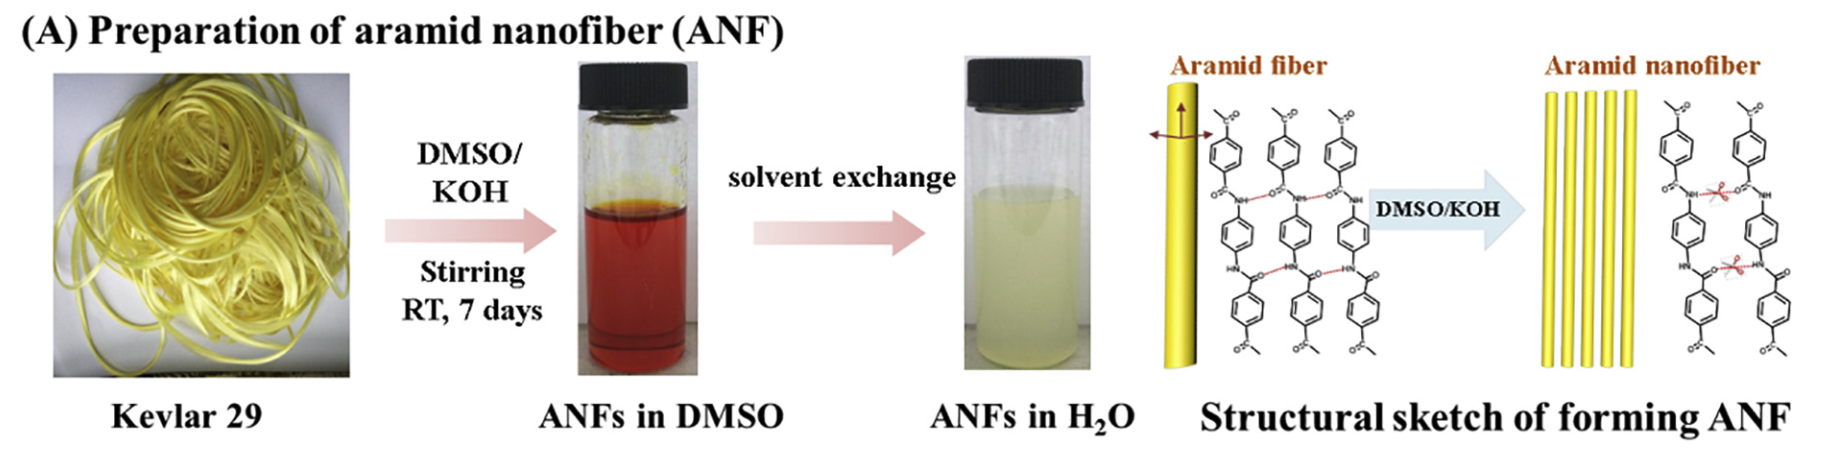 (A) Preparation of aramid nanofiber (ANF)
DMSO/
KOH
Stirring
RT, 7 days
solvent exchange
Kevlar 29
ANFs in DMSO
ANFs in H₂O
Aramid fiber
DMSO/KOH
Aramid nanofiber
Structural sketch of forming ANF